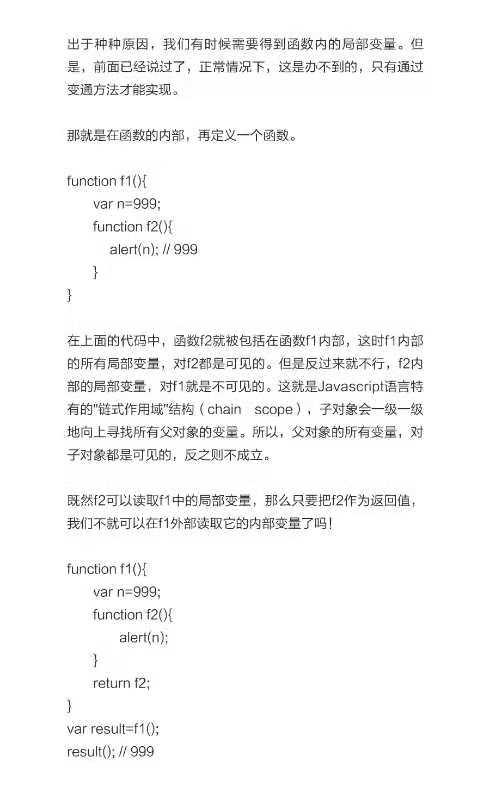 出于种种原因，我们有时候需要得到函数内的局部变量。但
是，前面已经说过了，正常情况下，这是办不到的，只有通过
变通方法才能实现。
那就是在函数的内部，再定义一个函数。
function f1(){
var n=999;
function f2(){
alert(n); // 999
}
}
在上面的代码中，函数f2就被包括在函数f1内部，这时f1内部
的所有局部变量，对f2都是可见的。但是反过来就不行，f2内
部的局部变量，对f1就是不可见的。这就是Javascript语言特
有的"链式作用域"结构（chain scope），子对象会一级一级
地向上寻找所有父对象的变量。所以，父对象的所有变量，对
子对象都是可见的，反之则不成立。
既然f2可以读取f1中的局部变量，那么只要把f2作为返回值，
我们不就可以在f1外部读取它的内部变量了吗！
function f1(){
var n=999;
function f2(){
alert(n);
}
return f2;
}
var result=f1();
result(); // 999